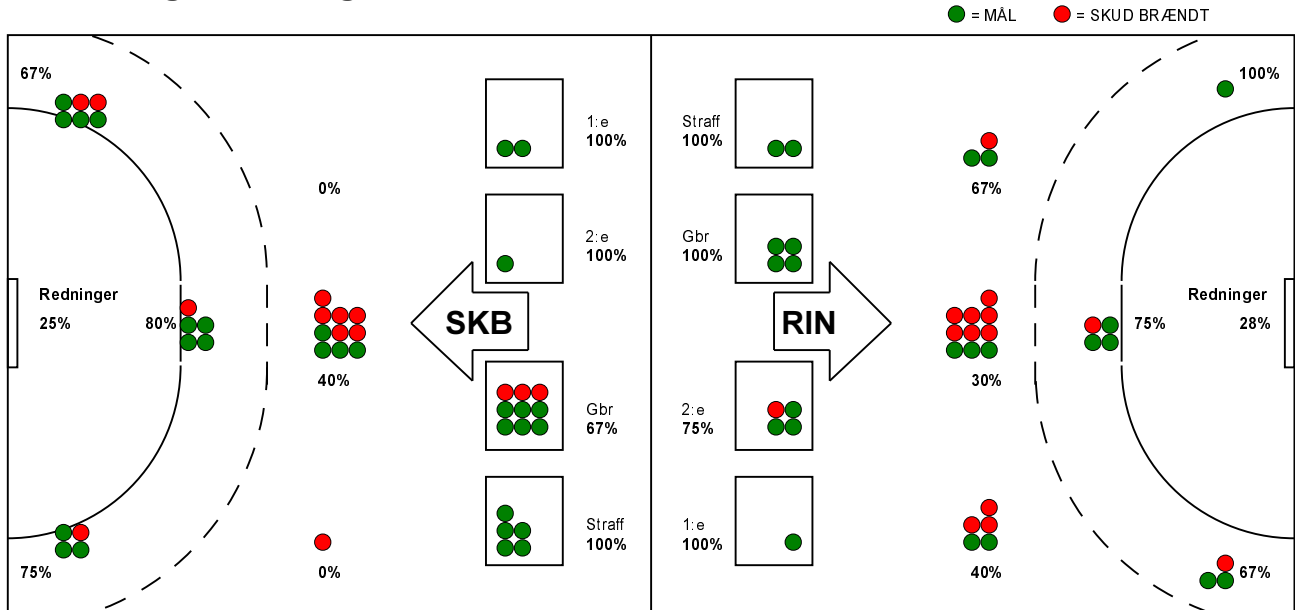 = MÅL
= SKUD BRÆNDT
67%
100%
1:e
100%
Straff
100%
0%
67%
2:e
100%
Gbr
100%
Redninger
25%
80%
SKB
RIN
75%
Redninger
28%
40%
30%
Gbr
67%
2:e
75%
Straff
100%
1:e
100%
75%
0%
40%
67%